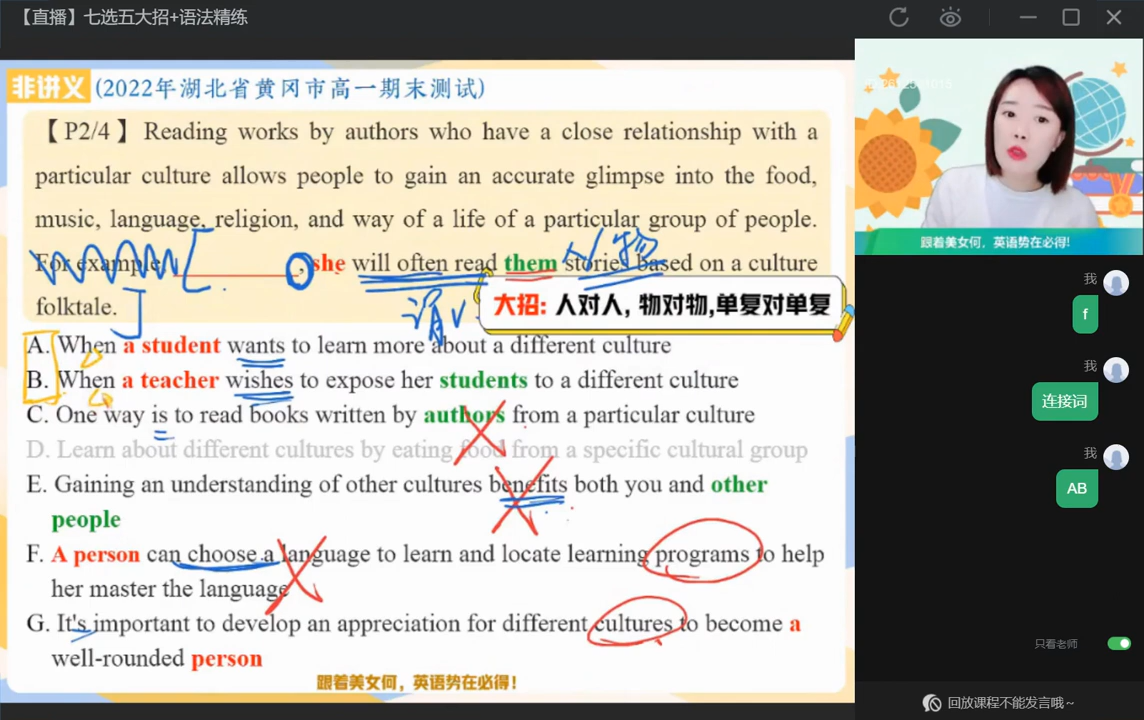 【直播】七选五大招+语法精练
非讲义 (2022年湖北省黄冈市高一期末测试)
【P2/4】Reading works by authors who have a close relationship with a
particular culture allows people to gain an accurate glimpse into the food,
music, language, religion, and way of a life of a particular group of people.
For example, ________, she will often read them stories based on a culture
folktale.
人物
谓
大招: 人对人, 物对物,单复对单复
A. When a student wants to learn more about a different culture
B. When a teacher wishes to expose her students to a different culture
C. One way is to read books written by authors from a particular culture
D. Learn about different cultures by eating food from a specific cultural group
E. Gaining an understanding of other cultures benefits both you and other
people
F. A person can choose a language to learn and locate learning programs to help
her master the language
G. It's important to develop an appreciation for different cultures to become a
well-rounded person
跟着美女何，英语势在必得！
跟着美女何，英语势在必得!
我
f
我
连接词
我
AB
只看老师
回放课程不能发言哦~